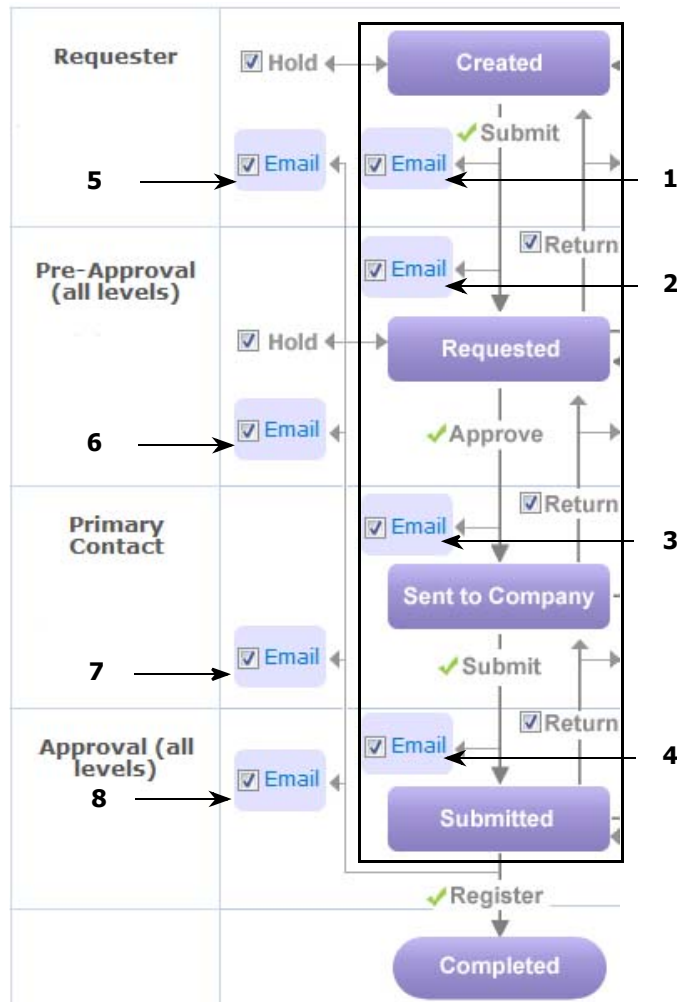 Requester
Hold
Created
Submit
5
Email
Email
1
Return
Pre-Approval
(all levels)
Email
2
Hold
Requested
6
Email
Approve
Return
Primary
Contact
Email
3
Sent to Company
7
Email
Submit
Return
Approval (all
levels)
Email
4
8
Email
Submitted
Register
Completed